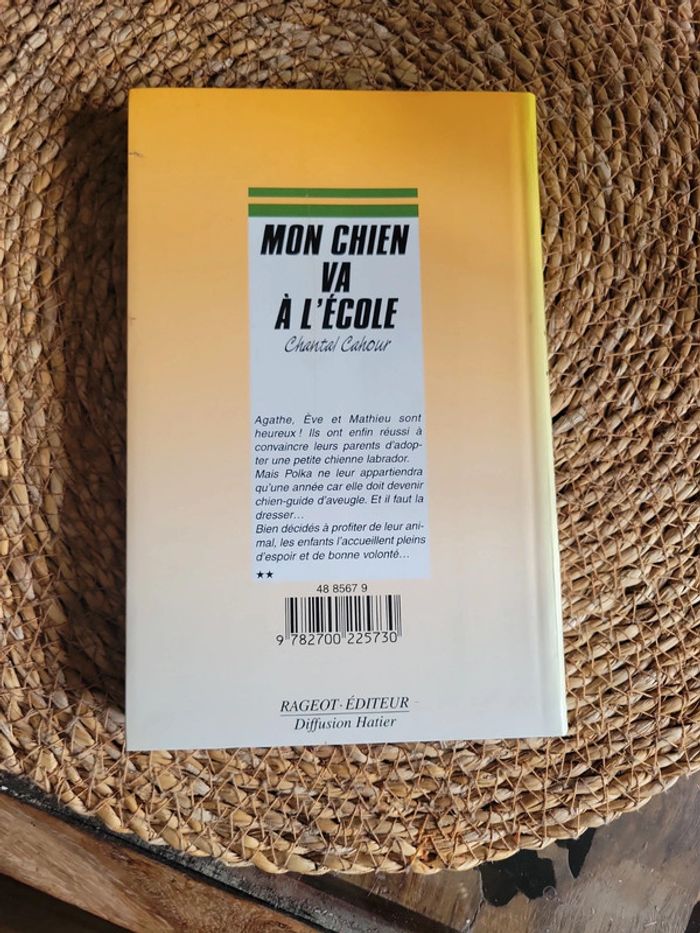 MON CHIEN
VA
À L'ÉCOLE
Chantal Cahour
Agathe, Ève et Mathieu sont
heureux ! Ils ont enfin réussi à
convaincre leurs parents d'adop-
ter une petite chienne labrador.
Mais Polka ne leur appartiendra
qu'une année car elle doit devenir
chien-guide d'aveugle. Et il faut la
dresser...
Bien décidés à profiter de leur ani-
mal, les enfants l'accueillent pleins
d'espoir et de bonne volonté...
★★
48 8567 9
9 782700 225730
RAGEOT·ÉDITEUR
Diffusion Hatier